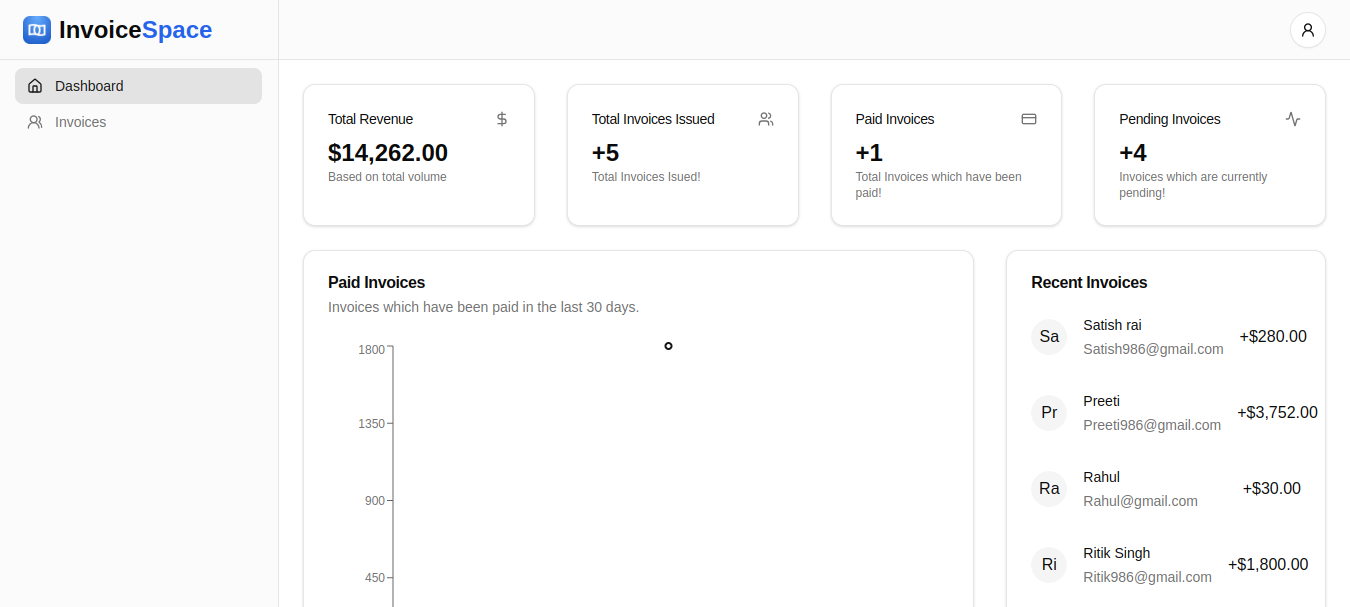 InvoiceSpace
Dashboard
Invoices
Total Revenue
$14,262.00
Based on total volume
Total Invoices Issued
+5
Total Invoices Isued!
Paid Invoices
+1
Total Invoices which have been
paid!
Pending Invoices
+4
Invoices which are currently
pending!
Paid Invoices
Invoices which have been paid in the last 30 days.
1800
1350
900
450
Recent Invoices
Sa
Satish rai
Satish986@gmail.com
+$280.00
Pr
Preeti
Preeti986@gmail.com
+$3,752.00
Ra
Rahul
Rahul@gmail.com
+$30.00
Ri
Ritik Singh
Ritik986@gmail.com
+$1,800.00